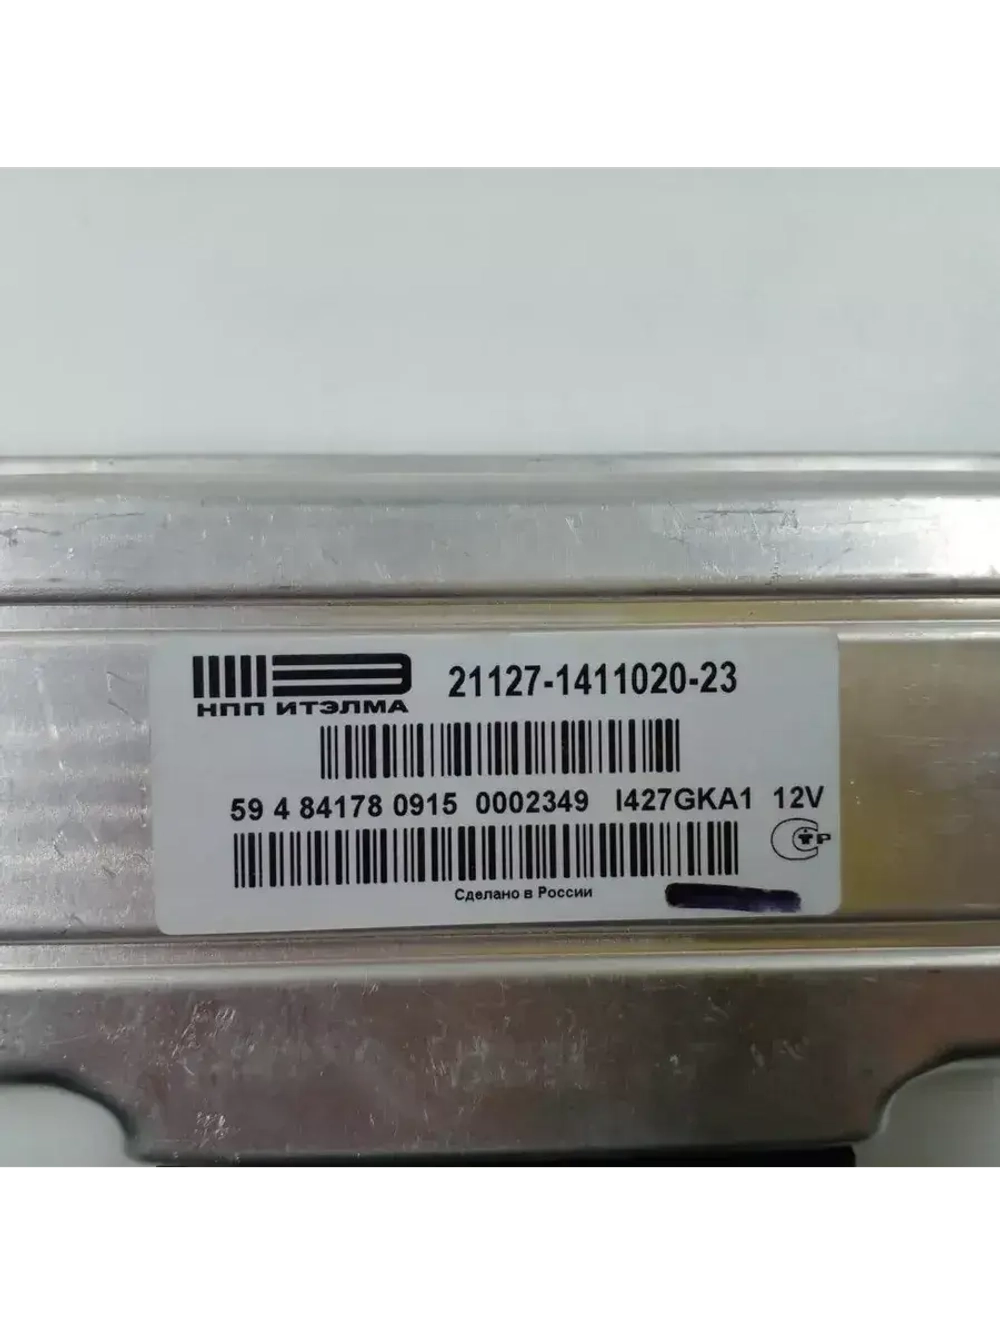 НПП ИТЭЛМА
21127-1411020-23
59 4 84178 0915 0002349 I427GKA1 12V
Сделано в России